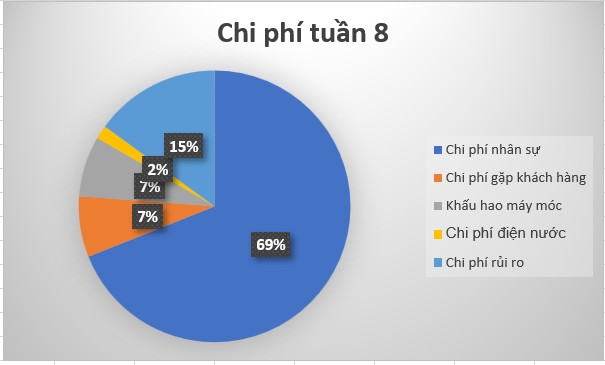 Chi phí tuần 8
15%
2%
7%
7%
69%
Chi phí nhân sự
Chi phí gặp khách hàng
Khấu hao máy móc
Chi phí điện nước
Chi phí rủi ro